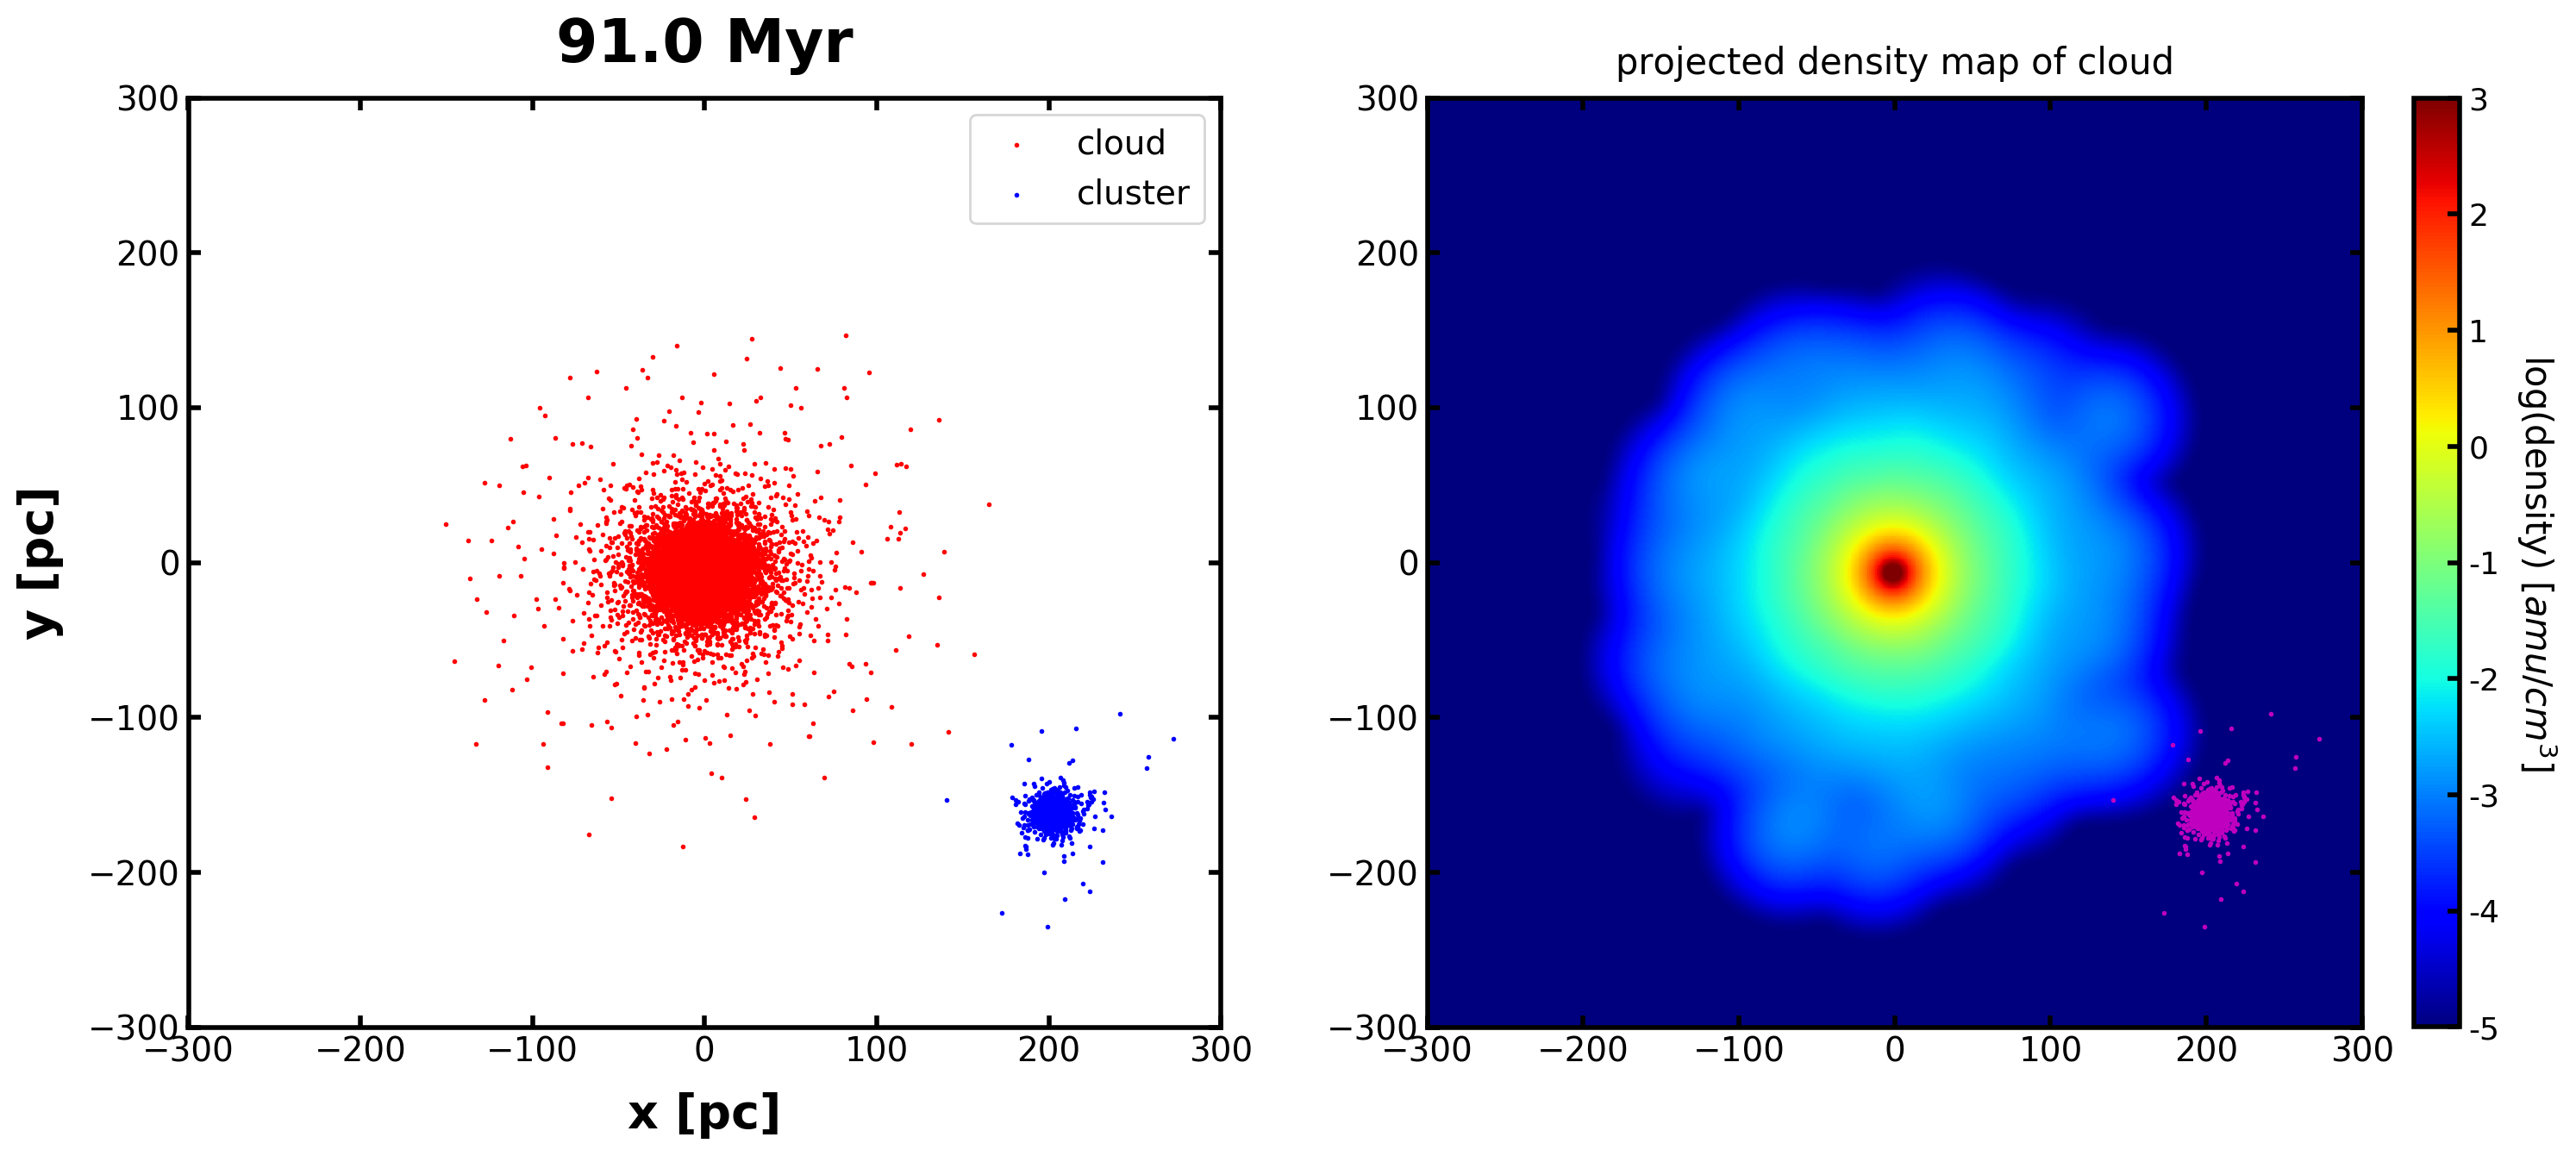 91.0 Myr
projected density map of cloud
cloud
cluster
300
200
100
0
−100
−200
−300
y [pc]
−300 −200 −100 0 100 200 300
x [pc]
300
200
100
0
−100
−200
−300
−300 −200 −100 0 100 200 300
3
2
1
0
-1
-2
-3
-4
-5
log(density) [amu/cm³]